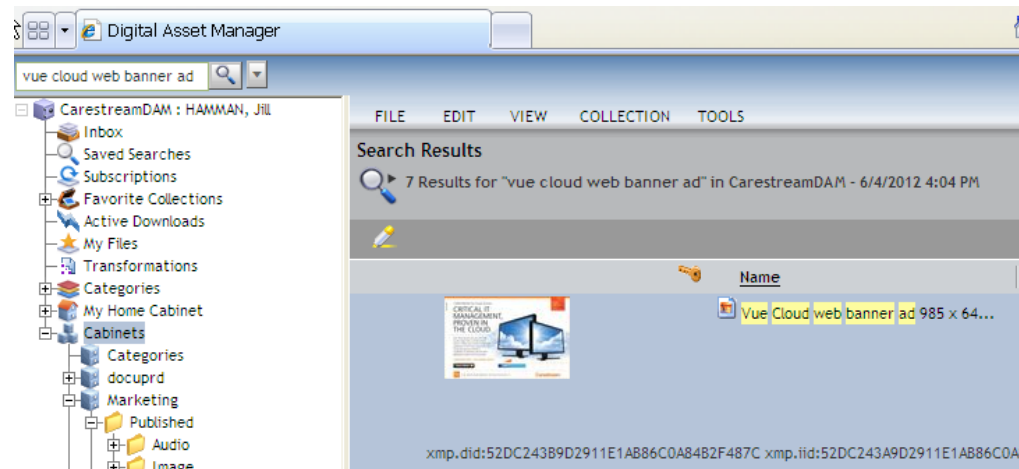 Digital Asset Manager
vue cloud web banner ad
CarestreamDAM : HAMMAN, Jill
Inbox
Saved Searches
Subscriptions
Favorite Collections
Active Downloads
My Files
Transformations
Categories
My Home Cabinet
Cabinets
Categories
docuprd
Marketing
Published
Audio
Image
FILE EDIT VIEW COLLECTION TOOLS
Search Results
7 Results for "vue cloud web banner ad" in CarestreamDAM - 6/4/2012 4:04 PM
Name
CRITICAL IT
MANAGEMENT,
PROVEN IN
THE CLOUD
Vue Cloud web banner ad 985 x 64...
xmp.did:52DC243B9D2911E1AB86C0A84B2F487C xmp.iid:52DC243A9D2911E1AB86C0A